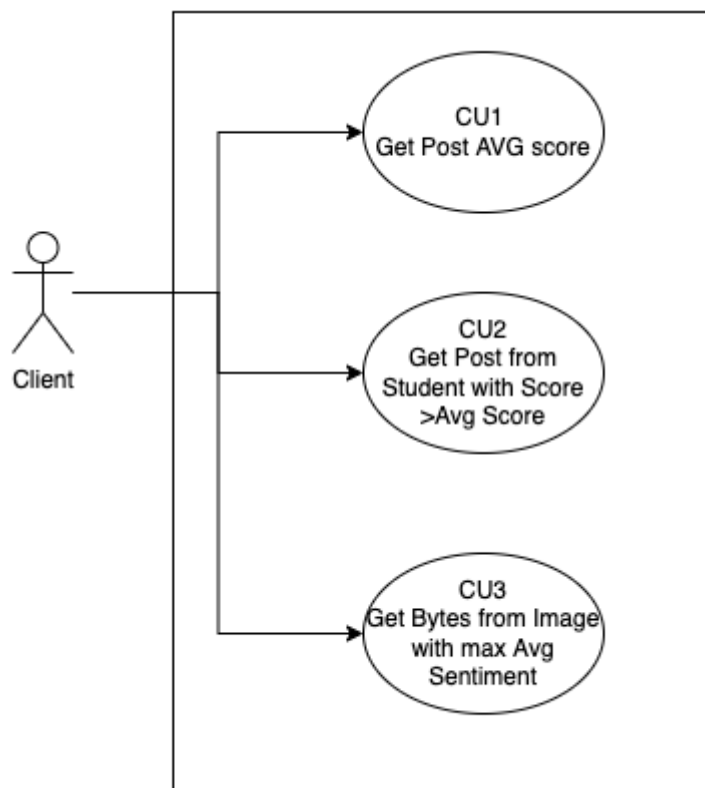 CU1
Get Post AVG score
Client
CU2
Get Post from
Student with Score
>Avg Score
CU3
Get Bytes from Image
with max Avg
Sentiment